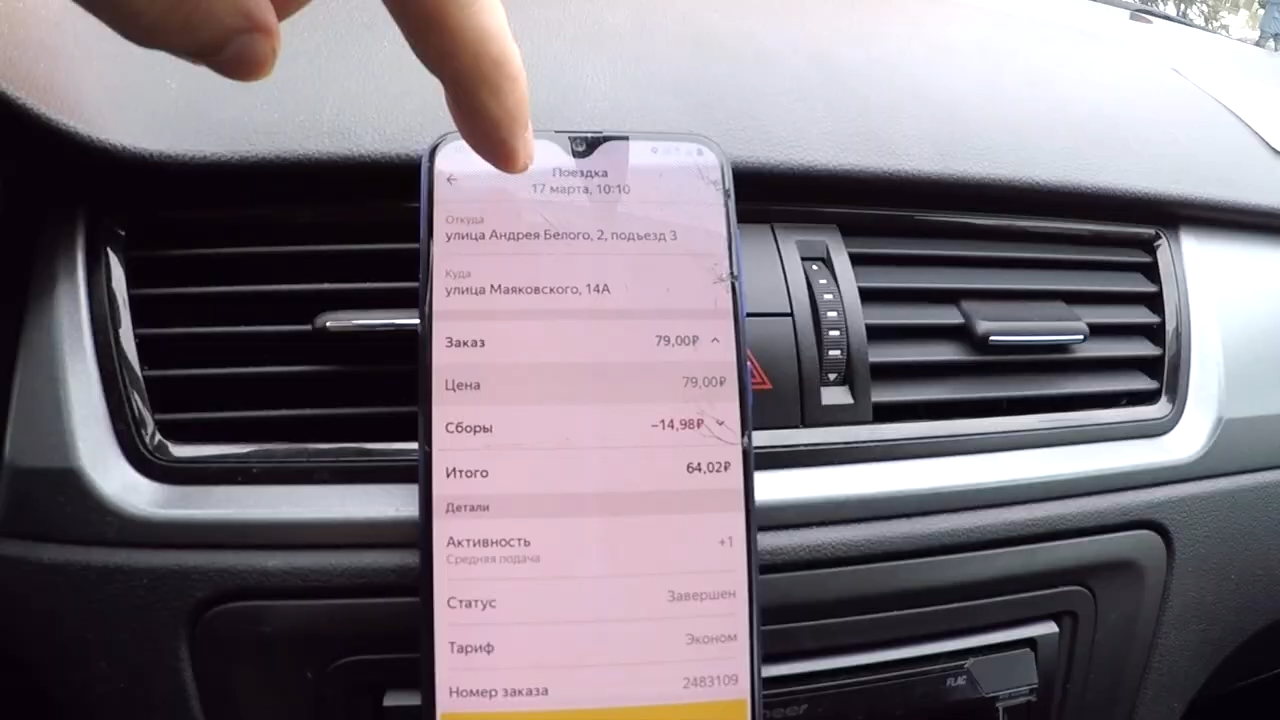 Поездка
17 марта, 10:10
Откуда
улица Андрея Белого, 2, подъезд 3
Куда
улица Маяковского, 14А
Заказ 79,00₽
Цена 79,00₽
Сборы −14,98₽
Итого 64,02₽
Детали
Активность +1
Средняя подача
Статус Завершен
Тариф Эконом
Номер заказа 2483109
FLAC